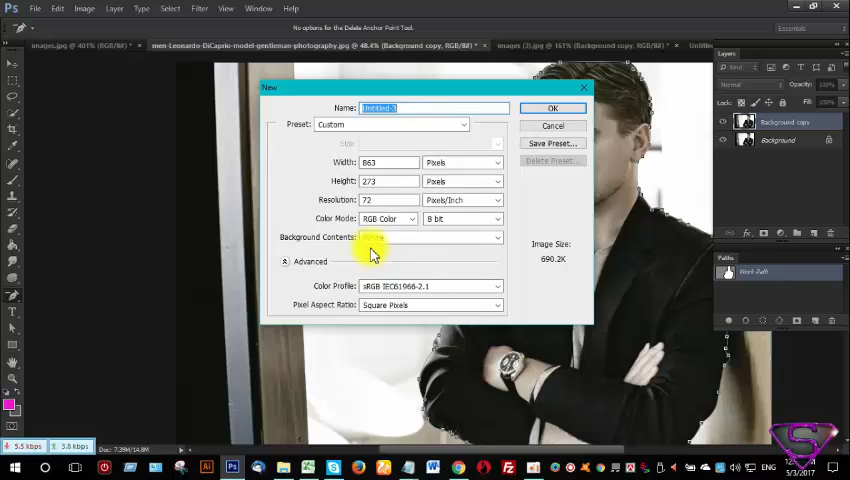 Ps File Edit Image Layer Type Select Filter View Window Help
No options for the Delete Anchor Point Tool.
Essentials
images.jpg @ 401% (RGB/8#) *
men-Leonardo-DiCaprio-model-gentleman-photography.jpg @ 48.4% (Background copy, RGB/8#) *
images (3).jpg @ 161% (Background copy, RGB/8#) *
Layers
Kind
Normal Opacity: 100%
Lock: Fill: 100%
Background copy
Background
fx
Paths
Work Path
New
Name: Untitled-3
OK
Preset: Custom
Cancel
Size:
Save Preset...
Delete Preset...
Width: 863 Pixels
Height: 273 Pixels
Resolution: 72 Pixels/Inch
Color Mode: RGB Color 8 bit
Background Contents: White
Image Size:
690.2K
Advanced
Color Profile: sRGB IEC61966-2.1
Pixel Aspect Ratio: Square Pixels
5.5 kbps 3.8 kbps
Doc: 7.39M/14.8M
S
ENG
5/3/2017